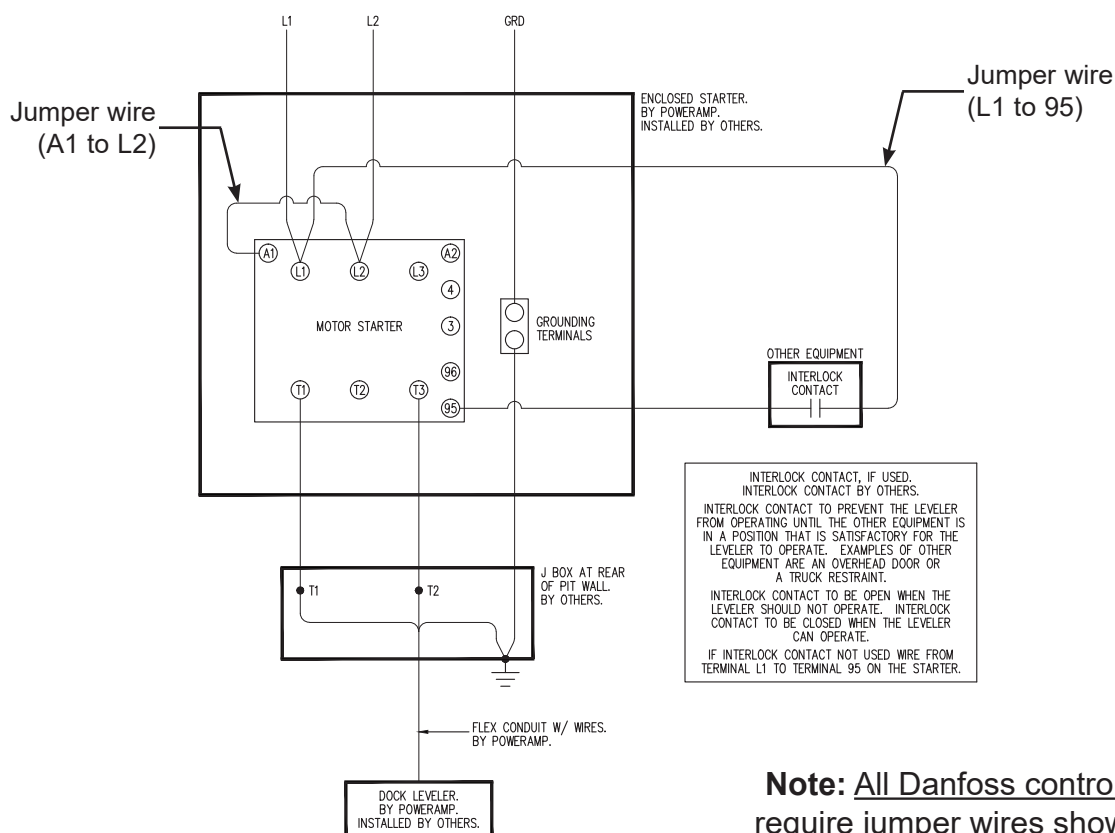 L1
L2
GRD
Jumper wire
(L1 to 95)
Jumper wire
(A1 to L2)
ENCLOSED STARTER.
BY POWERAMP.
INSTALLED BY OTHERS.
A1
L1
L2
L3
A2
4
3
96
95
MOTOR STARTER
T1
T2
T3
GROUNDING
TERMINALS
OTHER EQUIPMENT
INTERLOCK
CONTACT
INTERLOCK CONTACT, IF USED.
INTERLOCK CONTACT BY OTHERS.
INTERLOCK CONTACT TO PREVENT THE LEVELER
FROM OPERATING UNTIL THE OTHER EQUIPMENT IS
IN A POSITION THAT IS SATISFACTORY FOR THE
LEVELER TO OPERATE. EXAMPLES OF OTHER
EQUIPMENT ARE AN OVERHEAD DOOR OR
A TRUCK RESTRAINT.
INTERLOCK CONTACT TO BE OPEN WHEN THE
LEVELER SHOULD NOT OPERATE. INTERLOCK
CONTACT TO BE CLOSED WHEN THE LEVELER
CAN OPERATE.
IF INTERLOCK CONTACT NOT USED WIRE FROM
TERMINAL L1 TO TERMINAL 95 ON THE STARTER.
T1
T2
J BOX AT REAR
OF PIT WALL.
BY OTHERS.
FLEX CONDUIT W/ WIRES.
BY POWERAMP.
DOCK LEVELER.
BY POWERAMP.
INSTALLED BY OTHERS.
Note: All Danfoss
require jumper wires